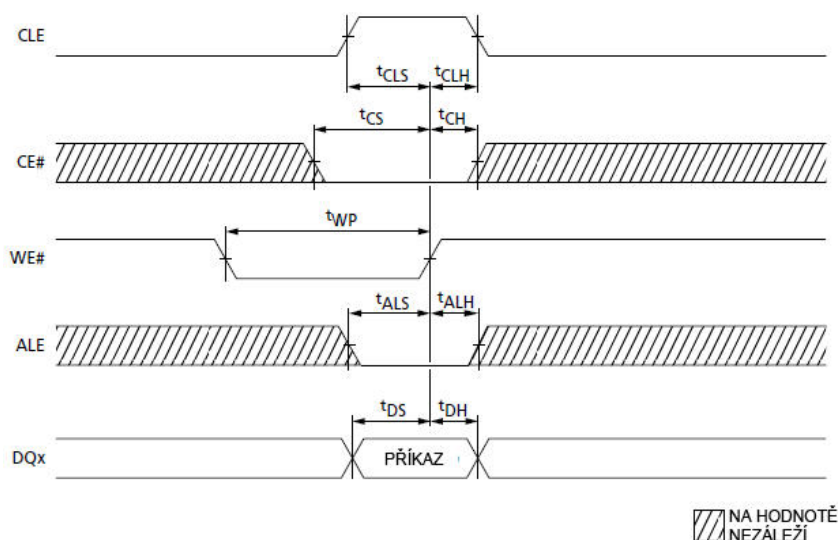 CLE
tCLS tCLH
tCS tCH
CE#
tWP
WE#
tALS tALH
ALE
tDS tDH
DQx PŘÍKAZ
NA HODNOTĚ
NEZÁLEŽÍ